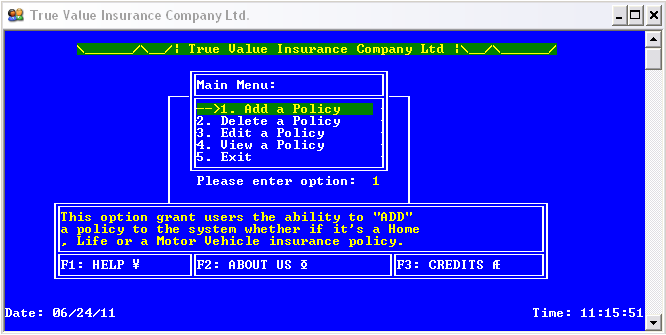 True Value Insurance Company Ltd.
\______/\__/¦ True Value Insurance Company Ltd ¦\__/\______/
Main Menu:
-->1. Add a Policy
2. Delete a Policy
3. Edit a Policy
4. View a Policy
5. Exit
Please enter option: 1
This option grant users the ability to "ADD"
a policy to the system whether if it's a Home
, Life or a Motor Vehicle insurance policy.
F1: HELP ¥ F2: ABOUT US F3: CREDITS Æ
Date: 06/24/11 Time: 11:15:51